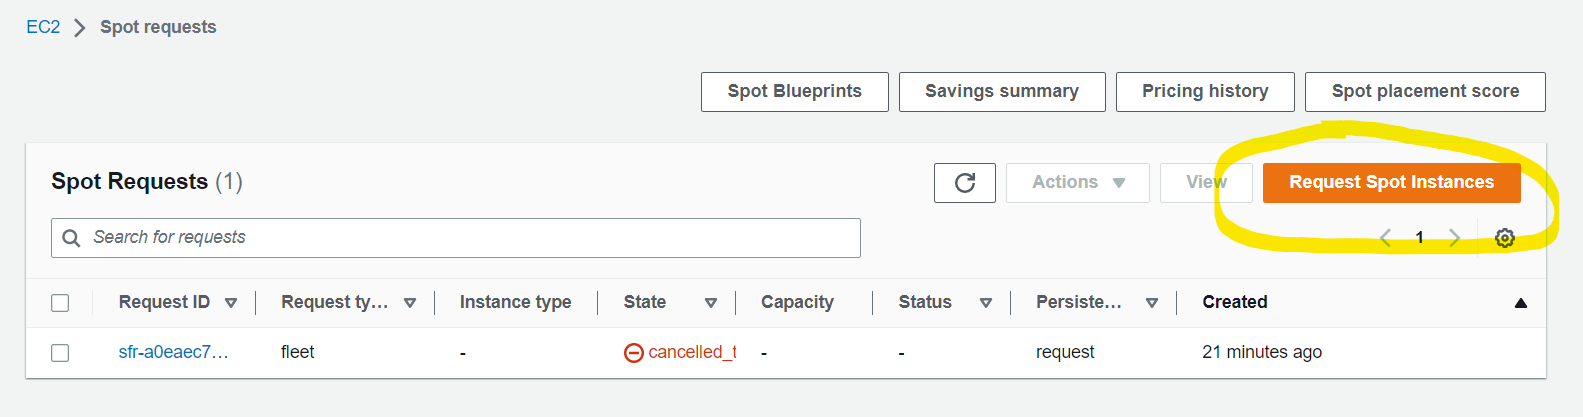 EC2 > Spot requests
Spot Blueprints Savings summary Pricing history Spot placement score
Spot Requests (1) Actions View Request Spot Instances
Search for requests 1
Request ID Request ty... Instance type State Capacity Status Persiste... Created
sfr-a0eaec7... fleet - cancelled_t - - request 21 minutes ago